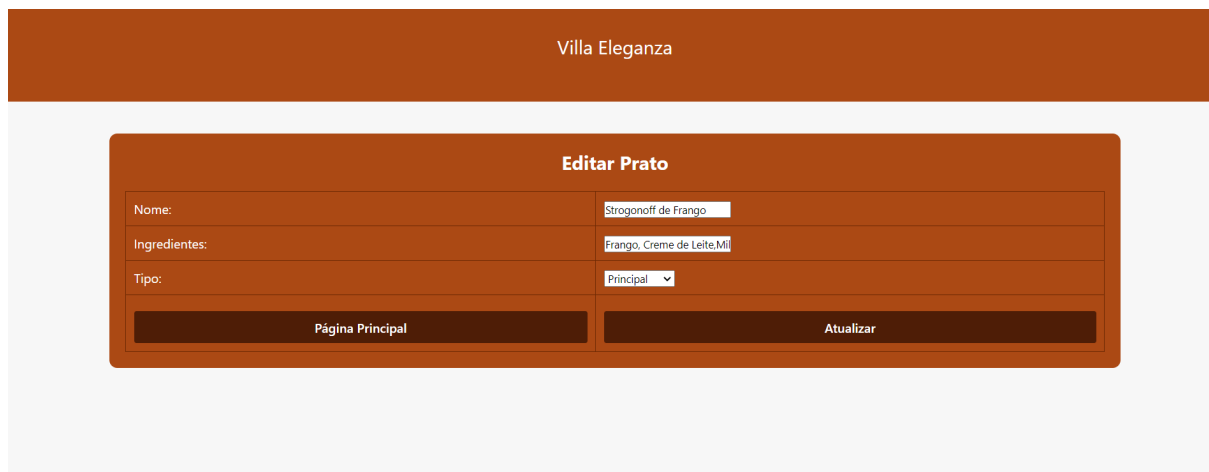 Villa Eleganza
Editar Prato
Nome: Strogonoff de Frango
Ingredientes: Frango, Creme de Leite,Mil
Tipo: Principal
Página Principal Atualizar